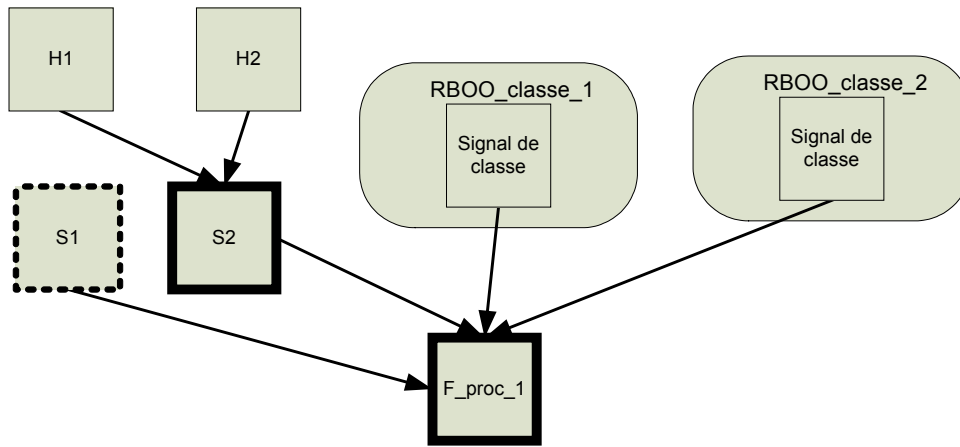 H1
H2
RBOO_classe_1
Signal de
classe
RBOO_classe_2
Signal de
classe
S1
S2
F_proc_1